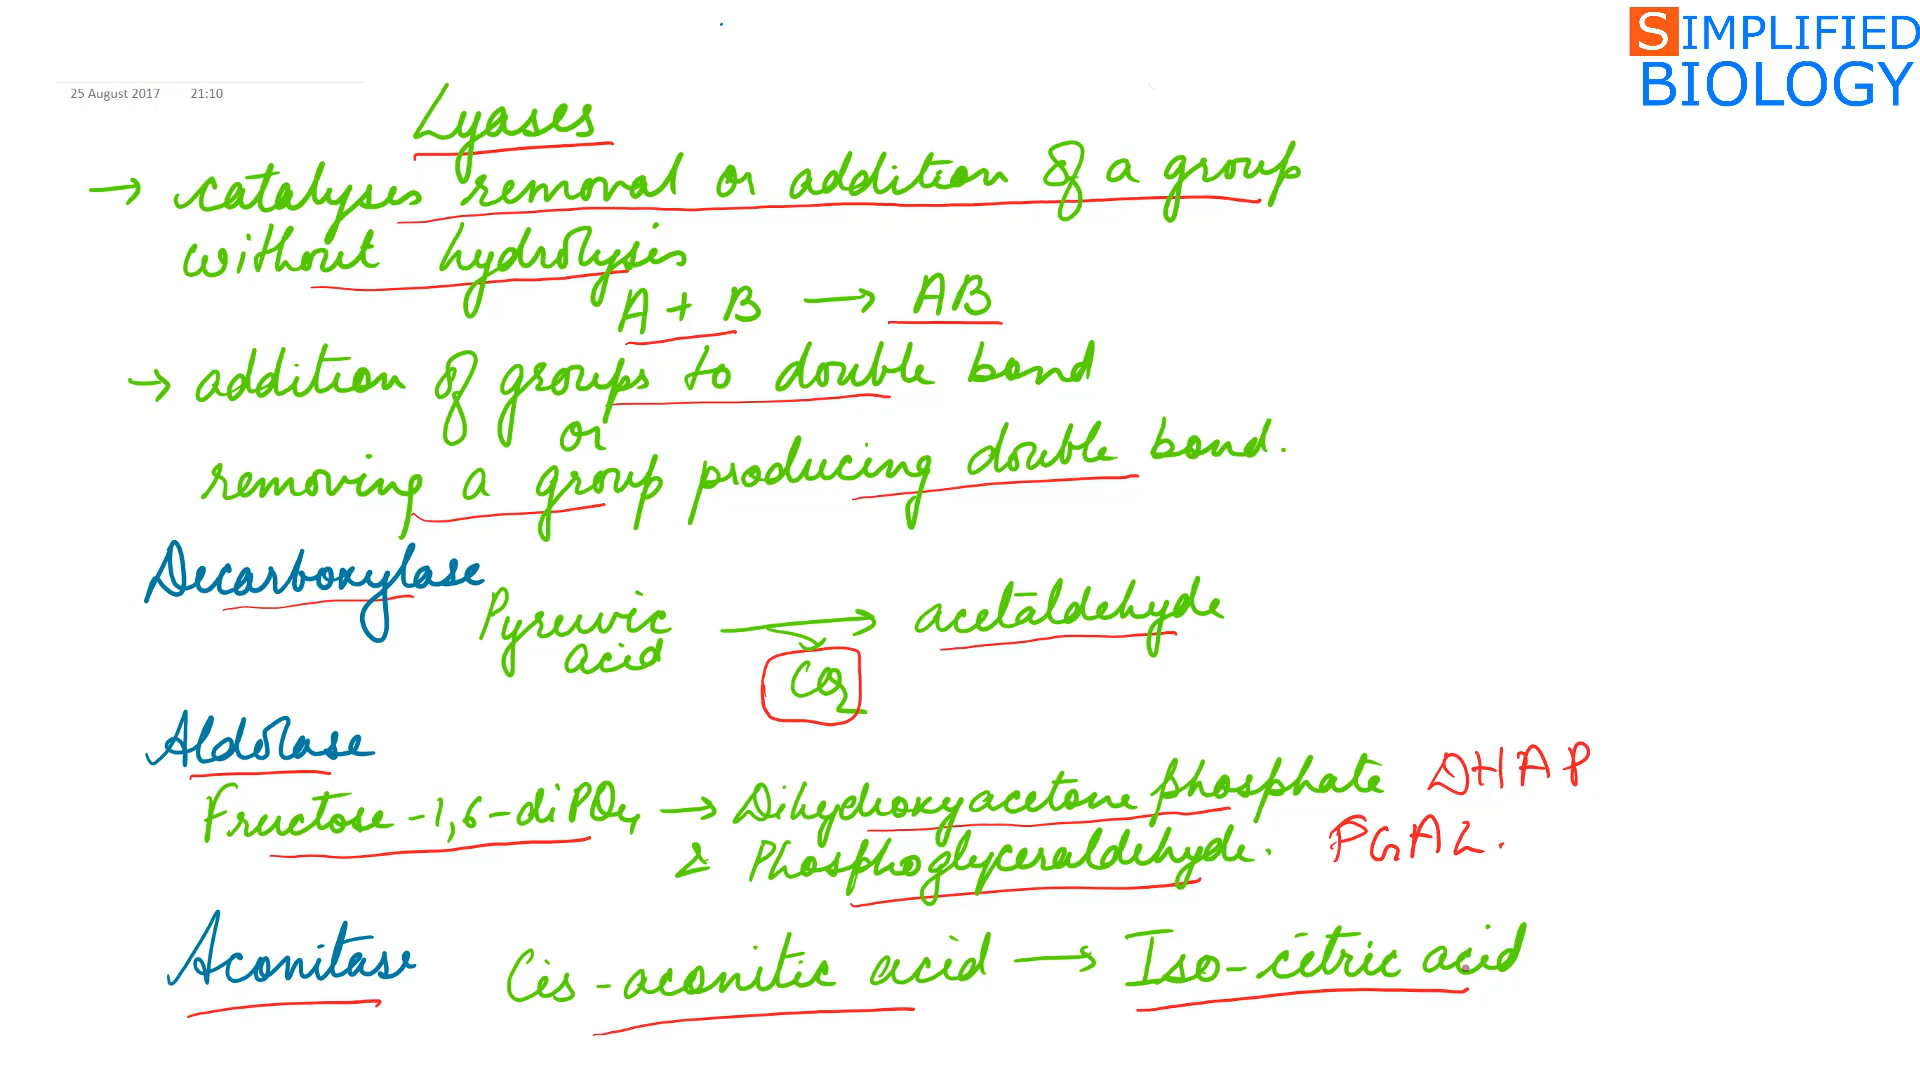 SIMPLIFIED
BIOLOGY
25 August 2017 21:10
Lyases
→ catalyses removal or addition of a group
without hydrolysis
A + B → AB
→ addition of groups to double bond
or
removing a group producing double bond.
Decarboxylase
Pyruvic acid → acetaldehyde
CO2
Aldolase
Fructose-1,6-diPO4 → Dihydroxyacetone phosphate DHAP
& Phosphoglyceraldehyde. PGAL.
Aconitase Cis-aconitic acid → Iso-citric acid